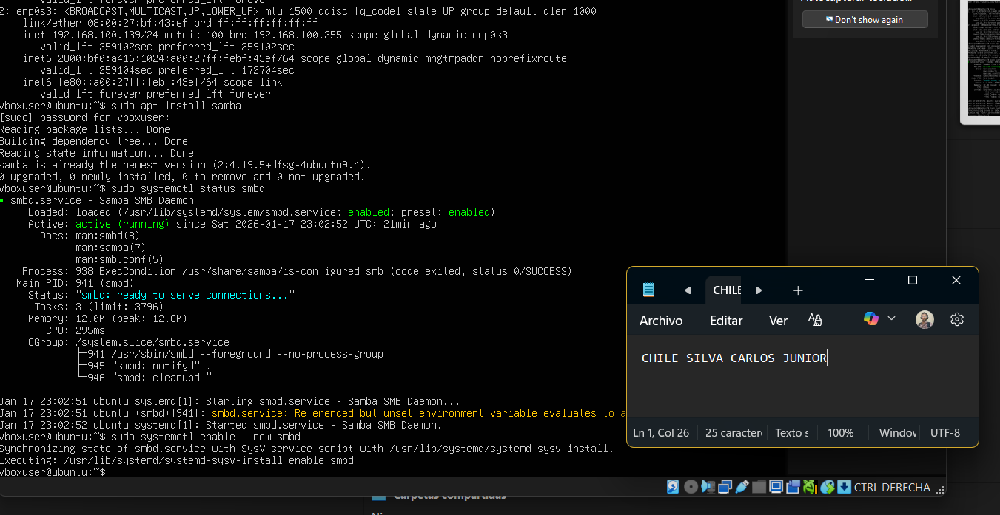 valid_lft forever preferred_lft forever
2: enp0s3: <BROADCAST,MULTICAST,UP,LOWER_UP> mtu 1500 qdisc fq_codel state UP group default qlen 1000
link/ether 08:00:27:bf:43:ef brd ff:ff:ff:ff:ff:ff
inet 192.168.100.139/24 metric 100 brd 192.168.100.255 scope global dynamic enp0s3
valid_lft 259102sec preferred_lft 259102sec
inet6 2800:bf0:a416:1024:a00:27ff:febf:43ef/64 scope global dynamic mngtmpaddr noprefixroute
valid_lft 259104sec preferred_lft 172704sec
inet6 fe80::a00:27ff:febf:43ef/64 scope link
valid_lft forever preferred_lft forever
vboxuser@ubuntu:~$ sudo apt install samba
[sudo] password for vboxuser:
Reading package lists... Done
Building dependency tree... Done
Reading state information... Done
samba is already the newest version (2:4.19.5+dfsg-4ubuntu9.4).
0 upgraded, 0 newly installed, 0 to remove and 0 not upgraded.
vboxuser@ubuntu:~$ sudo systemctl status smbd
● smbd.service - Samba SMB Daemon
Loaded: loaded (/usr/lib/systemd/system/smbd.service; enabled; preset: enabled)
Active: active (running) since Sat 2026-01-17 23:02:52 UTC; 21min ago
Docs: man:smbd(8)
man:samba(7)
man:smb.conf(5)
Process: 938 ExecCondition=/usr/share/samba/is-configured smb (code=exited, status=0/SUCCESS)
Main PID: 941 (smbd)
Status: "smbd: ready to serve connections..."
Tasks: 3 (limit: 3796)
Memory: 12.0M (peak: 12.8M)
CPU: 295ms
CGroup: /system.slice/smbd.service
├─941 /usr/sbin/smbd --foreground --no-process-group
├─945 "smbd: notifyd" .
└─946 "smbd: cleanupd "
Jan 17 23:02:51 ubuntu systemd[1]: Starting smbd.service - Samba SMB Daemon...
Jan 17 23:02:51 ubuntu (smbd)[941]: smbd.service: Referenced but unset environment variable evaluates to a
Jan 17 23:02:52 ubuntu systemd[1]: Started smbd.service - Samba SMB Daemon.
vboxuser@ubuntu:~$ sudo systemctl enable --now smbd
Synchronizing state of smbd.service with SysV service script with /usr/lib/systemd/systemd-sysv-install.
Executing: /usr/lib/systemd/systemd-sysv-install enable smbd
vboxuser@ubuntu:~$
Don't show again
CHILE
Archivo Editar Ver
CHILE SILVA CARLOS JUNIOR
Ln 1, Col 26 25 caracter Texto s 100% Window UTF-8
CTRL DERECHA
Carpetas compartidas